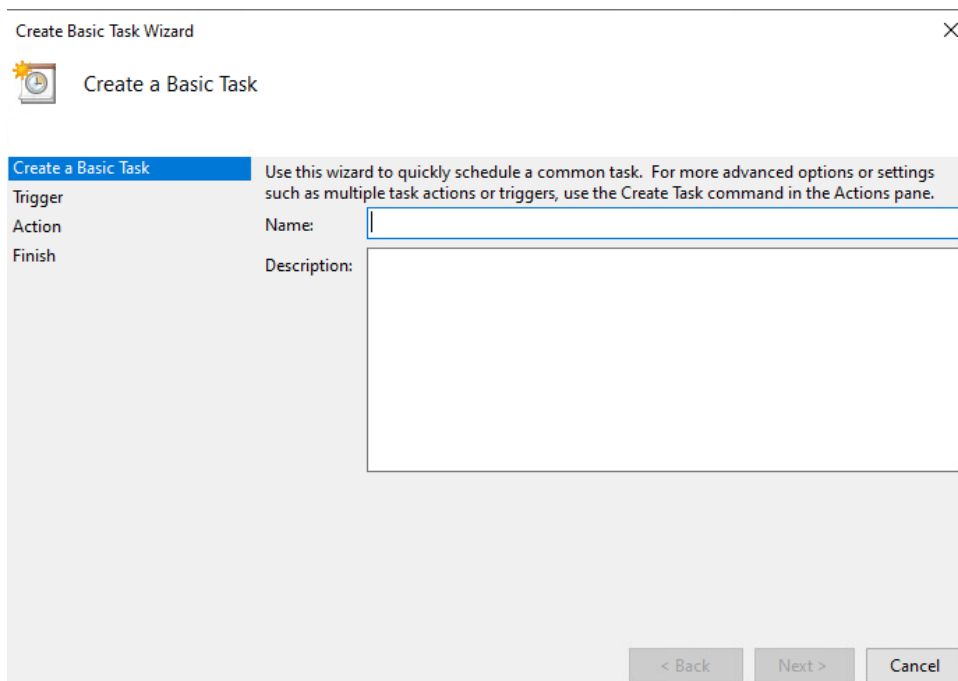 Create Basic Task Wizard
Create a Basic Task
Create a Basic Task
Trigger
Action
Finish
Use this wizard to quickly schedule a common task.  For more advanced options or settings
such as multiple task actions or triggers, use the Create Task command in the Actions pane.
Name:
Description:
< Back
Next >
Cancel